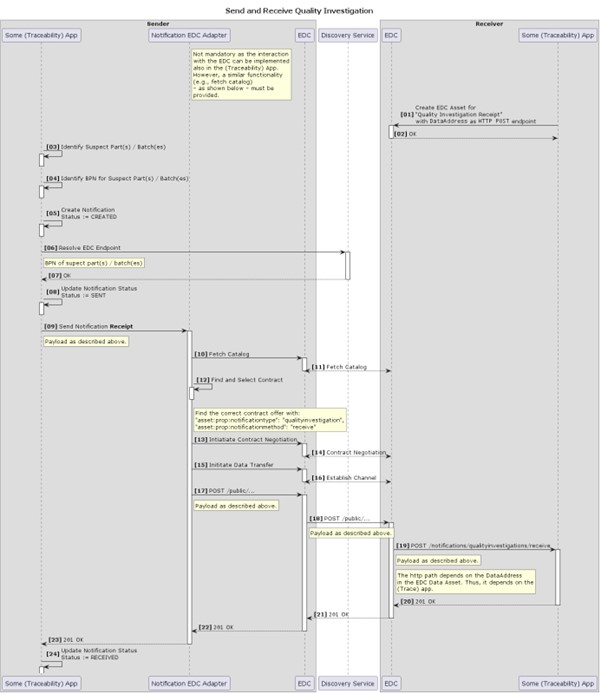 Send and Receive Quality Investigation
Sender
Receiver
Some (Traceability) App
Notification EDC Adapter
EDC
Discovery Service
EDC
Some (Traceability) App
Not mandatory as the interaction
with the EDC can be implemented
also in the (Traceability) App.
However, a similar functionality
(e.g., fetch catalog)
- as shown below - must be
provided.
Create EDC Asset for
[01] "Quality Investigation Receipt"
with DataAddress as HTTP POST endpoint
[02] OK
[03] Identify Suspect Part(s) / Batch(es)
[04] Identify BPN for Suspect Part(s) / Batch(es)
[05] Create Notification
Status := CREATED
[06] Resolve EDC Endpoint
BPN of supect part(s) / batch(es)
[07] OK
[08] Update Notification Status
Status := SENT
[09] Send Notification Receipt
Payload as described above.
[10] Fetch Catalog
[11] Fetch Catalog
[12] Find and Select Contract
Find the correct contract offer with:
"asset:prop:notificationtype": "qualityinvestigation",
"asset:prop:notificationmethod": "receive"
[13] Intiatiate Contract Negotiation
[14] Contract Negotiation
[15] Inititate Data Transfer
[16] Establish Channel
[17] POST /public/...
Payload as described above.
[18] POST /public/...
Payload as described above.
[19] POST /notifications/qualityinvestigations/receive
Payload as described above.
The http path depends on the DataAddress
in the EDC Data Asset. Thus, it depends on the
(Trace) app.
[20] 201 OK
[21] 201 OK
[22] 201 OK
[23] 201 OK
[24] Update Notification Status
Status := RECEIVED
Some (Traceability) App
Notification EDC Adapter
EDC
Discovery Service
EDC
Some (Traceability) App